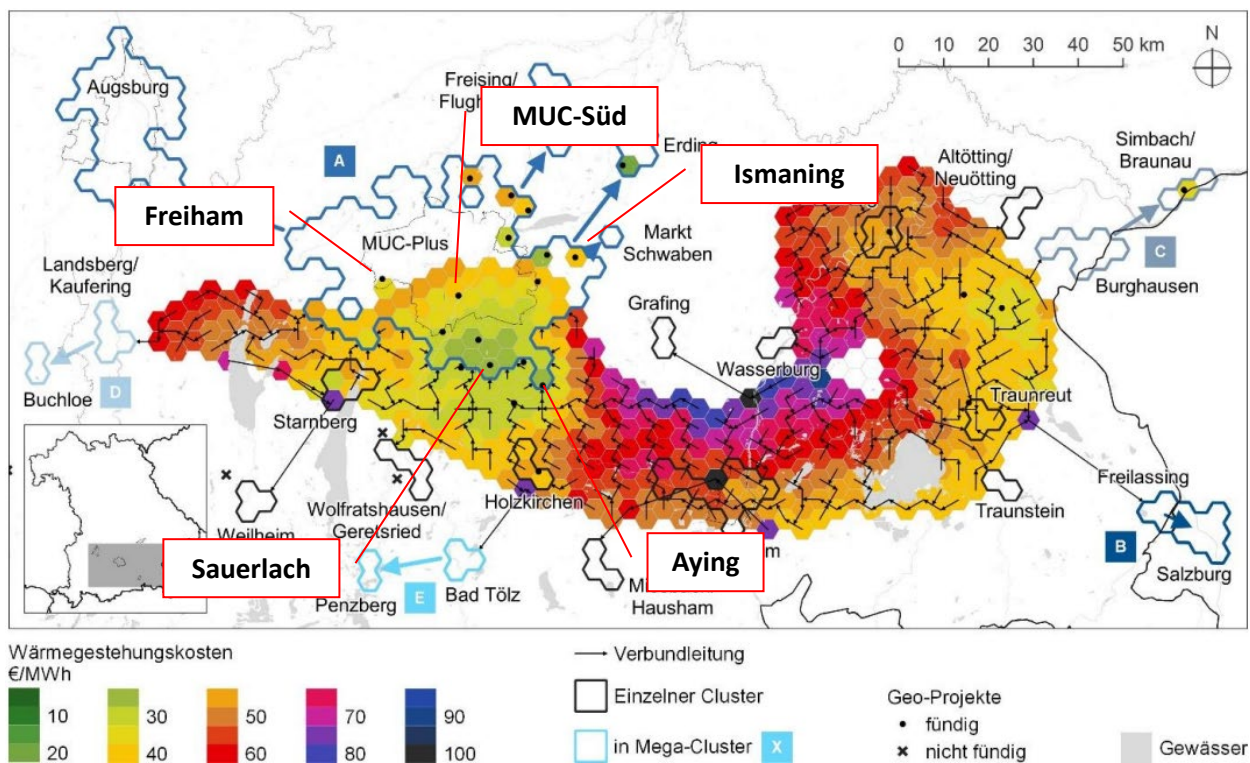 N
0 10 20 30 40 50 km
Augsburg
Freising/
MUC-Süd
A
Erding
Ismaning
Altötting/
Neuötting
Simbach/
Braunau
Freiham
MUC-Plus
Markt
Schwaben
C
Burghausen
Landsberg/
Kaufering
Grafing
Wasserburg
D
Buchloe
Starnberg
Traunreut
Freilassing
Weilheim
Wolfratshausen/
Geretsried
Holzkirchen
Traunstein
B
Salzburg
Sauerlach
Aying
E
Penzberg
Bad Tölz
Hausham
Wärmegestehungskosten
€/MWh
10 30 50 70 90
20 40 60 80 100
Verbundleitung
Einzelner Cluster
in Mega-Cluster X
Geo-Projekte
fündig
nicht fündig
Gewässer